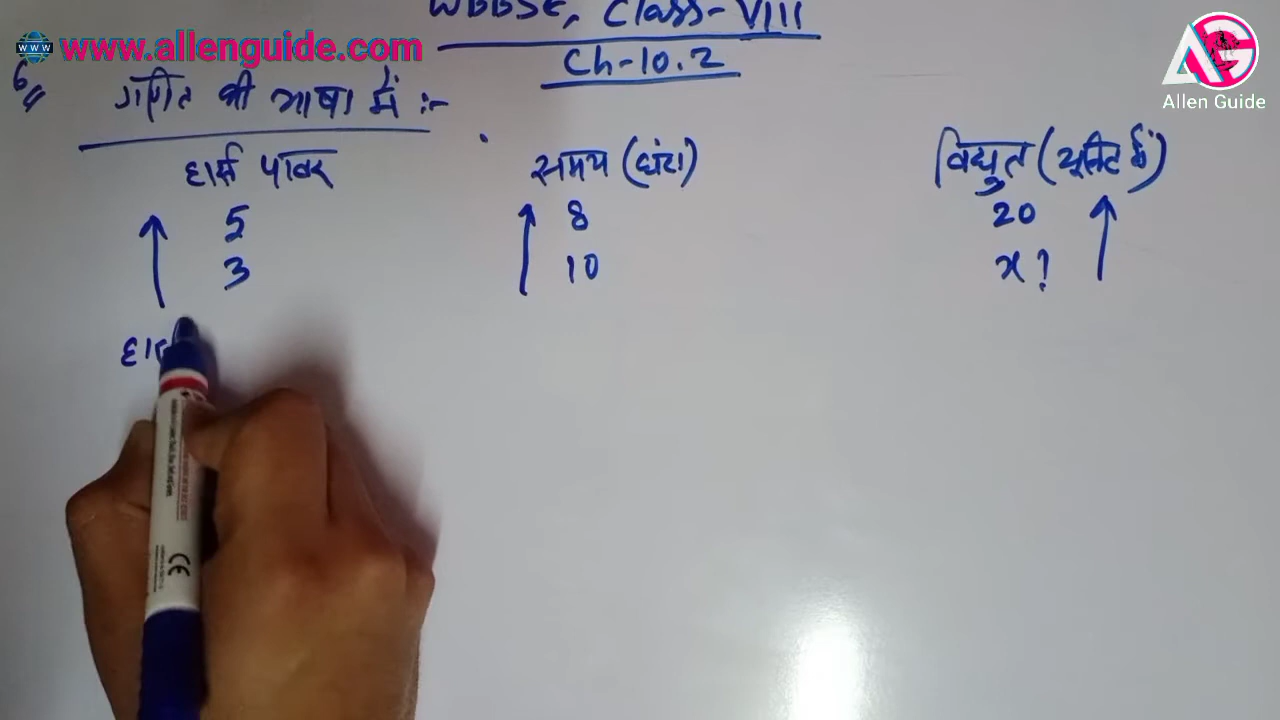 WBBSE, Class-VIII
www.allenguide.com
Ch-10.2
Allen Guide
6 गणित की भाषा में :-
हार्स पावर समय (घंटा) विद्युत (यूनिट में)
5 8 20
3 10 x?